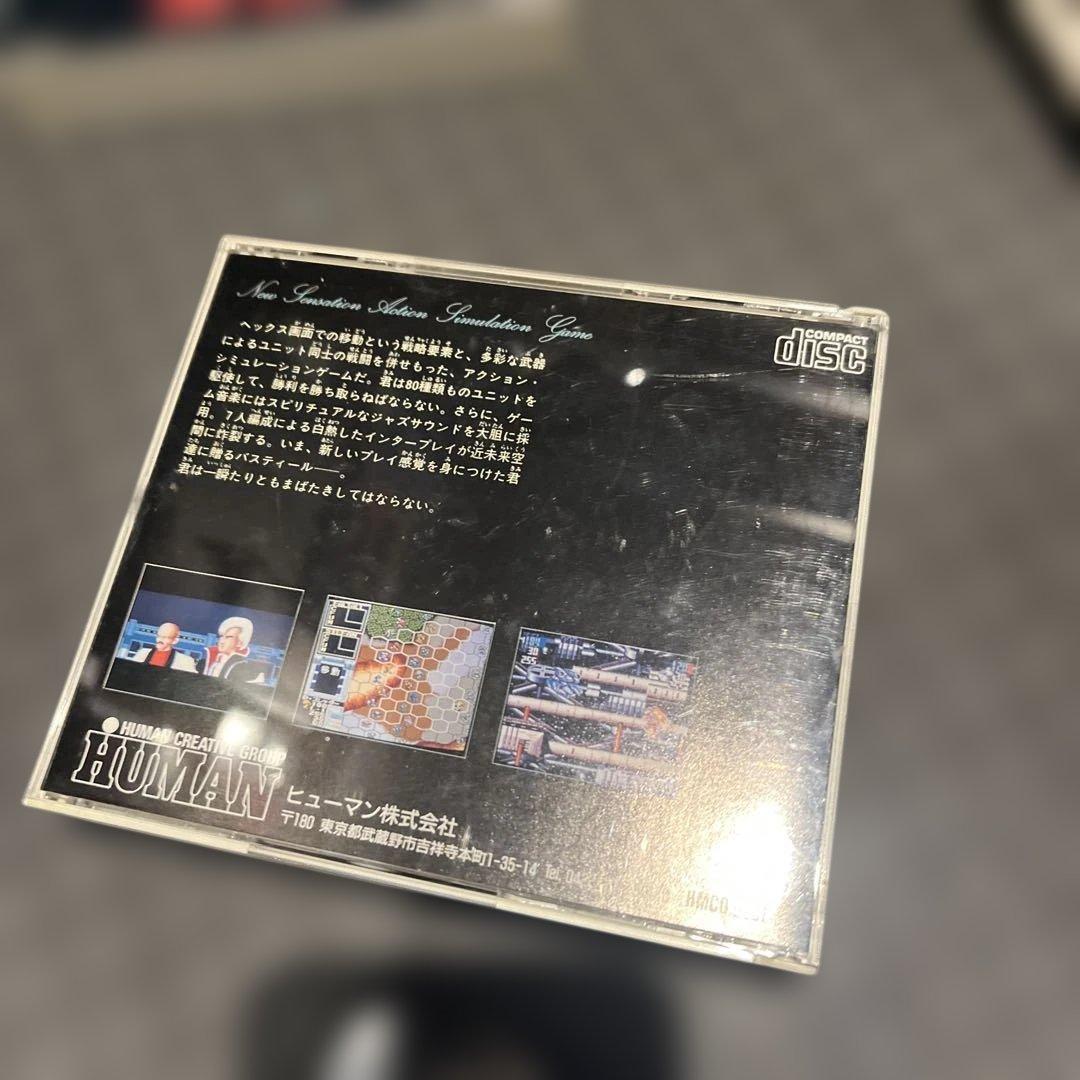 New Sensation Action Simulation Game
COMPACT
disc
ヘックス画面での移動という戦略要素と、多彩な武器
によるユニット同士の戦闘を併せもった、アクション・
シミュレーションゲームだ。君は80種類ものユニットを
駆使して、勝利を勝ち取らねばならない。さらに、ゲー
ム音楽にはスピリチュアルなジャズサウンドを大胆に採
用。7人編成による白熱したインタープレイが近未来空
間に炸裂する。いま、新しいプレイ感覚を身につけた君
達に贈るバスティール——。
君は一瞬たりともまばたきしてはならない。
移動
255
HUMAN CREATIVE GROUP
HUMAN
ヒューマン株式会社
〒180 東京都武蔵野市吉祥寺本町1-35-14 Tel.